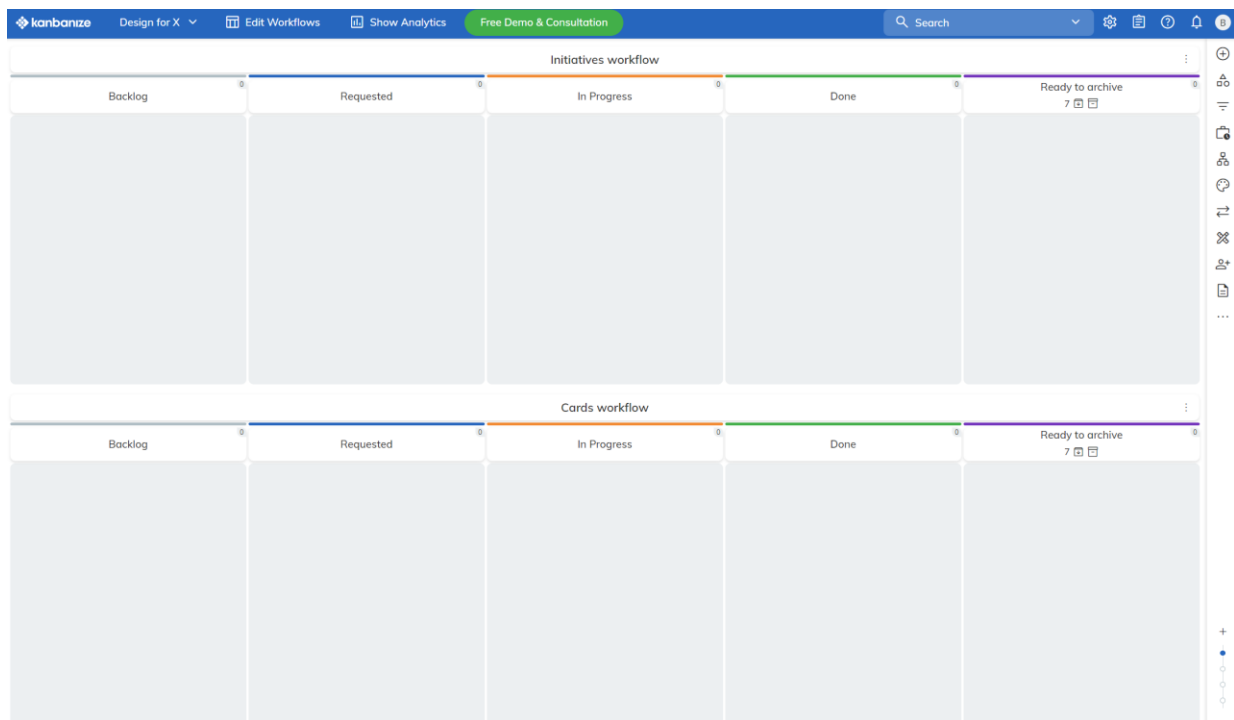 kanbanize Design for X Edit Workflows Show Analytics Free Demo & Consultation Search B
Initiatives workflow
0 0 0 0 0
Backlog Requested In Progress Done Ready to archive
7
Cards workflow
0 0 0 0 0
Backlog Requested In Progress Done Ready to archive
7